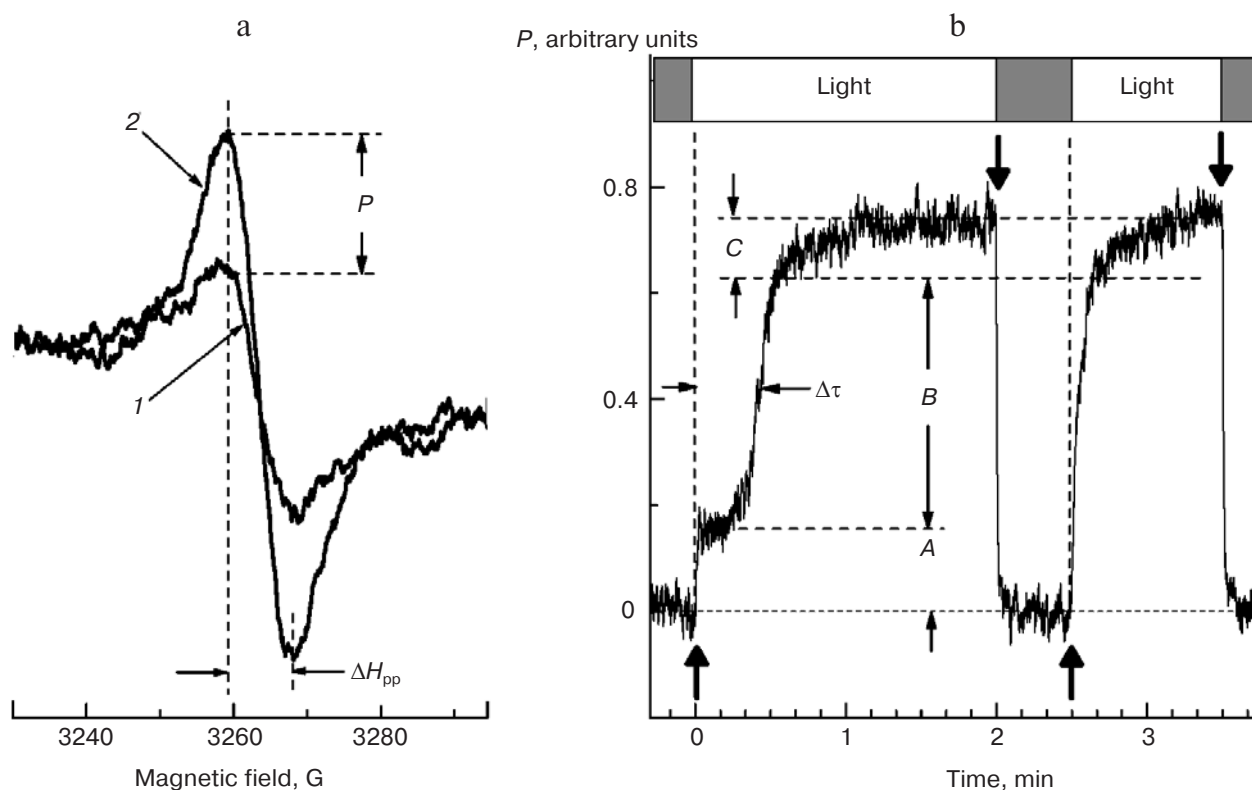 a
2
1
P
ΔHpp
3240 3260 3280
Magnetic field, G
b
P, arbitrary units
Light Light
0.8
0.4
0
C
Δτ
B
A
0 1 2 3
Time, min